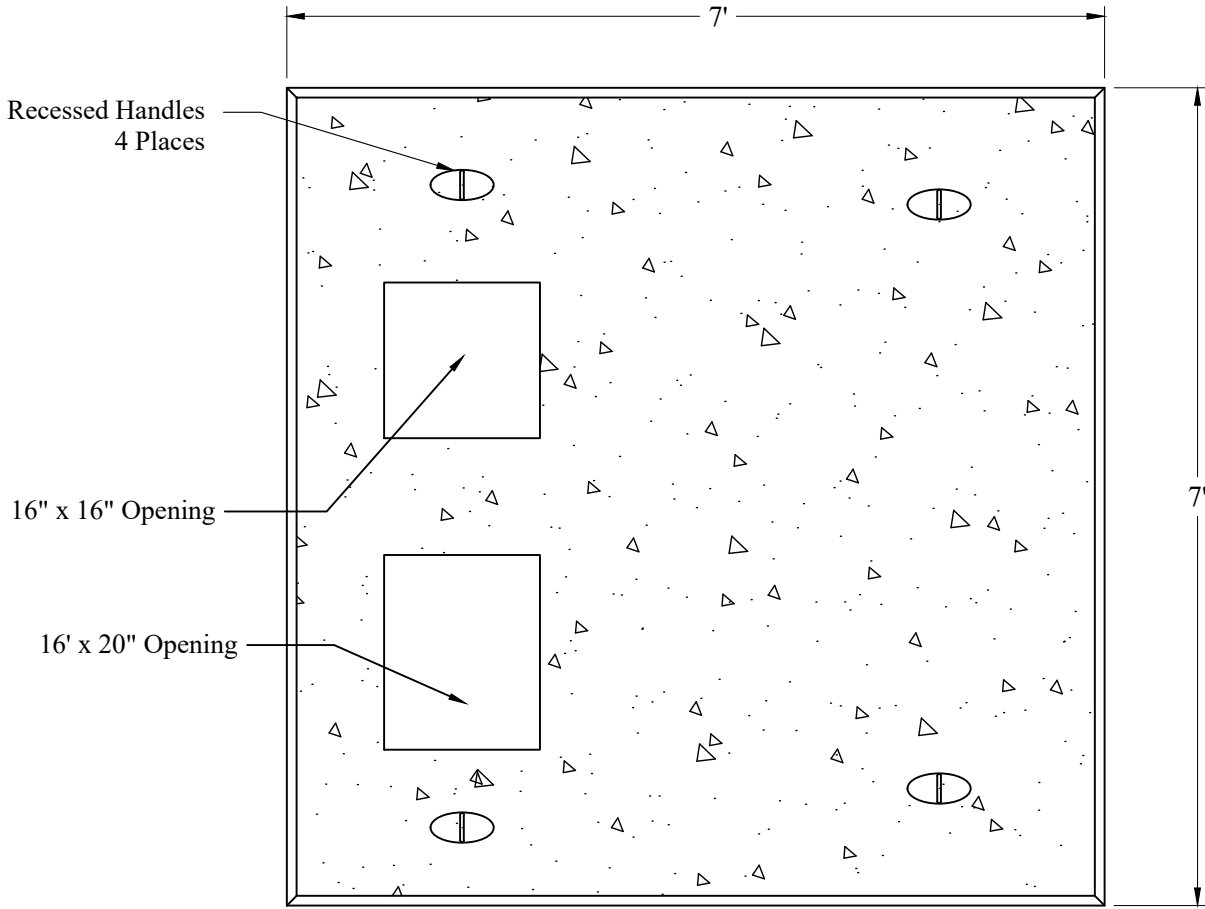 7'
Recessed Handles
4 Places
7'
16" x 16" Opening
16' x 20" Opening